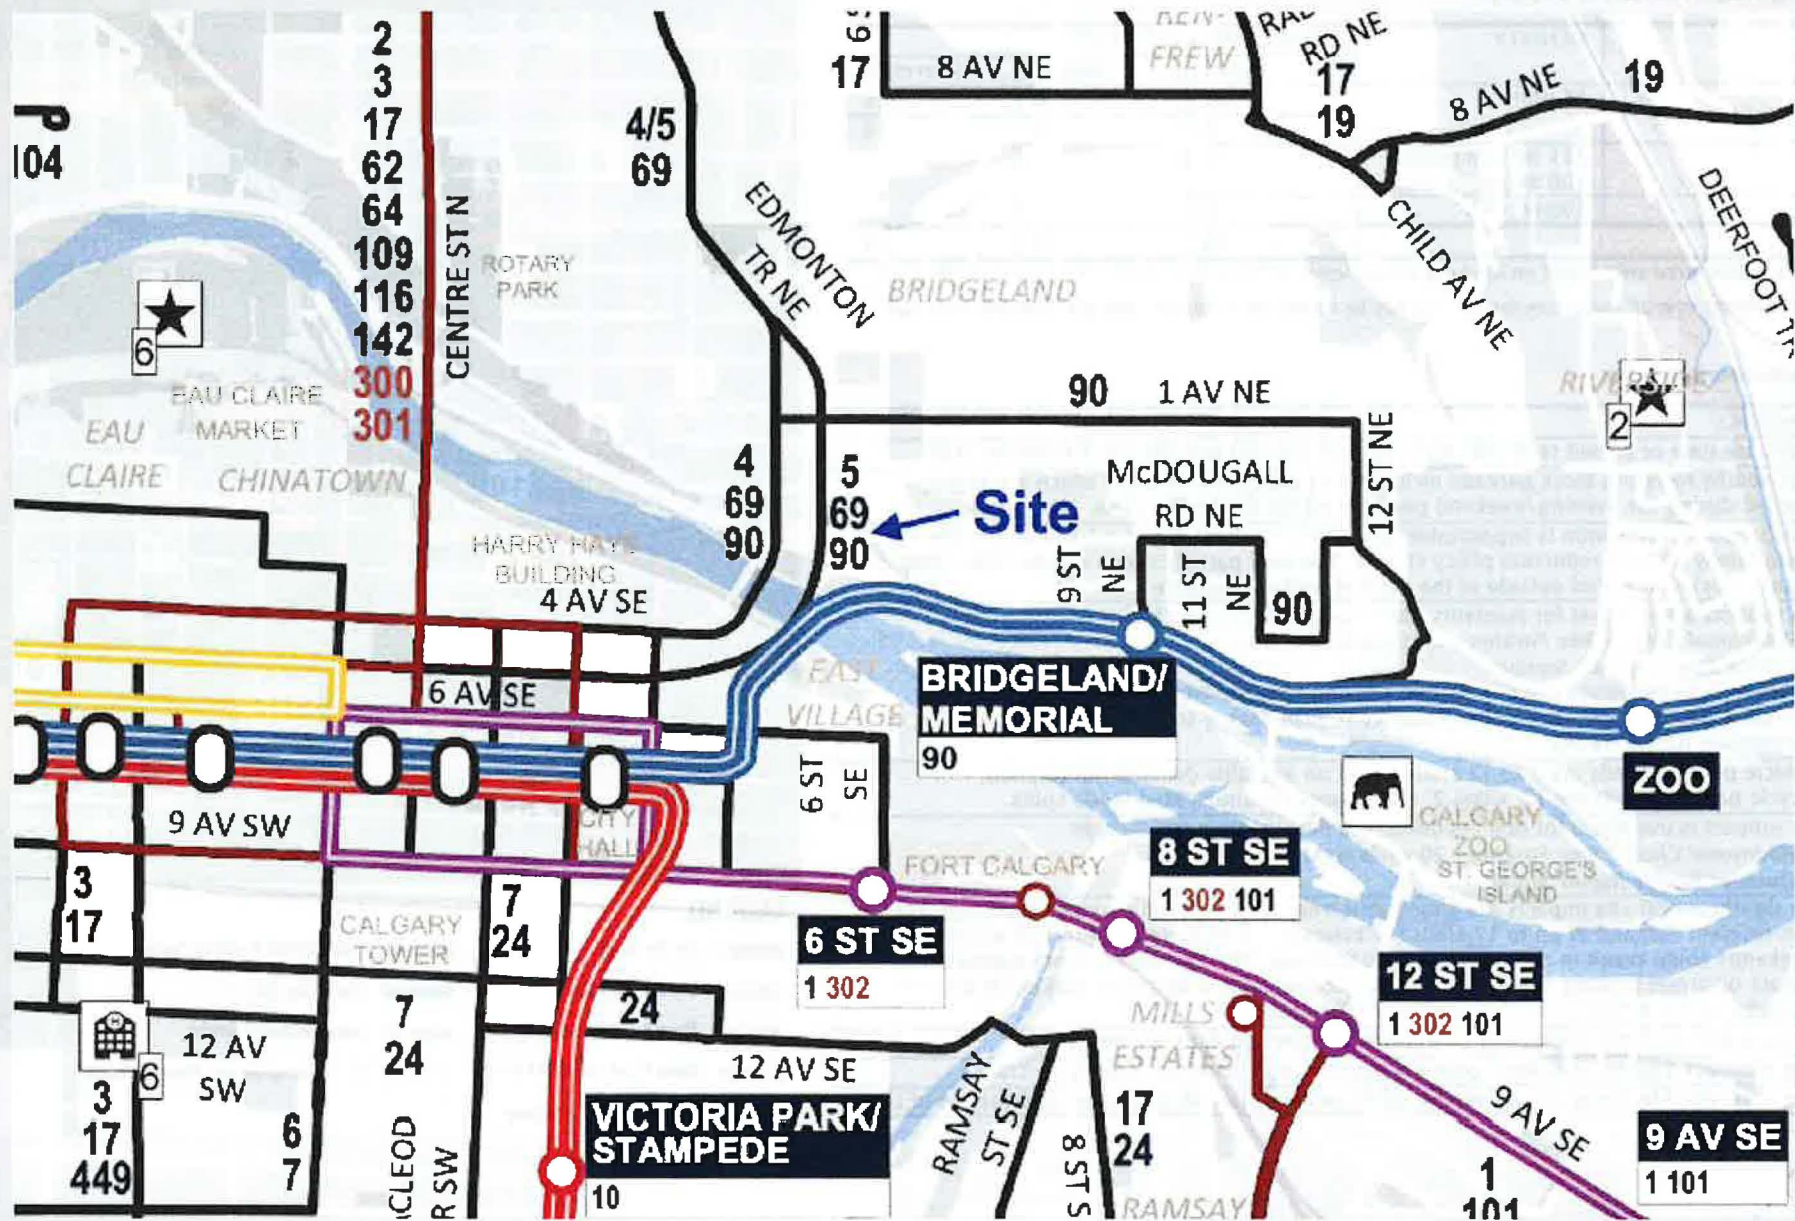 2
3
17
62
64
109
116
142
300
301
CENTRE ST N
104
6
EAU CLAIRE
MARKET
EAU
CLAIRE
CHINATOWN
ROTARY
PARK
4/5
69
EDMONTON
TR NE
17
8 AV NE
FREW
RD NE
17
19
8 AV NE
19
CHILD AV NE
DEERFOOT
BRIDGELAND
RIVERSIDE
2
90 1 AV NE
12 ST NE
McDOUGALL
RD NE
4
69
90
5
69
90
Site
9 ST
NE
11 ST
NE
90
HARRY HAYS
BUILDING
4 AV SE
6 AV SE
EAST
VILLAGE
BRIDGELAND/
MEMORIAL
90
ZOO
CALGARY
ZOO
ST. GEORGE'S
ISLAND
6 ST
SE
9 AV SW
CITY
HALL
3
17
7
24
CALGARY
TOWER
FORT CALGARY
8 ST SE
1 302 101
6 ST SE
1 302
12 ST SE
1 302 101
24
7
24
12 AV
SW
6
3
17
449
6
7
12 AV SE
MILLS
ESTATES
RAMSAY
ST SE
8 ST S
17
24
RAMSAY
VICTORIA PARK/
STAMPEDE
10
9 AV SE
1
101
9 AV SE
1 101